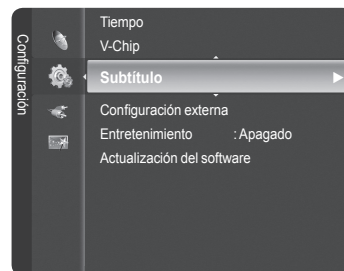 Configuración
Tiempo
V-Chip
Subtítulo
Configuración externa
Entretenimiento : Apagado
Actualización del software